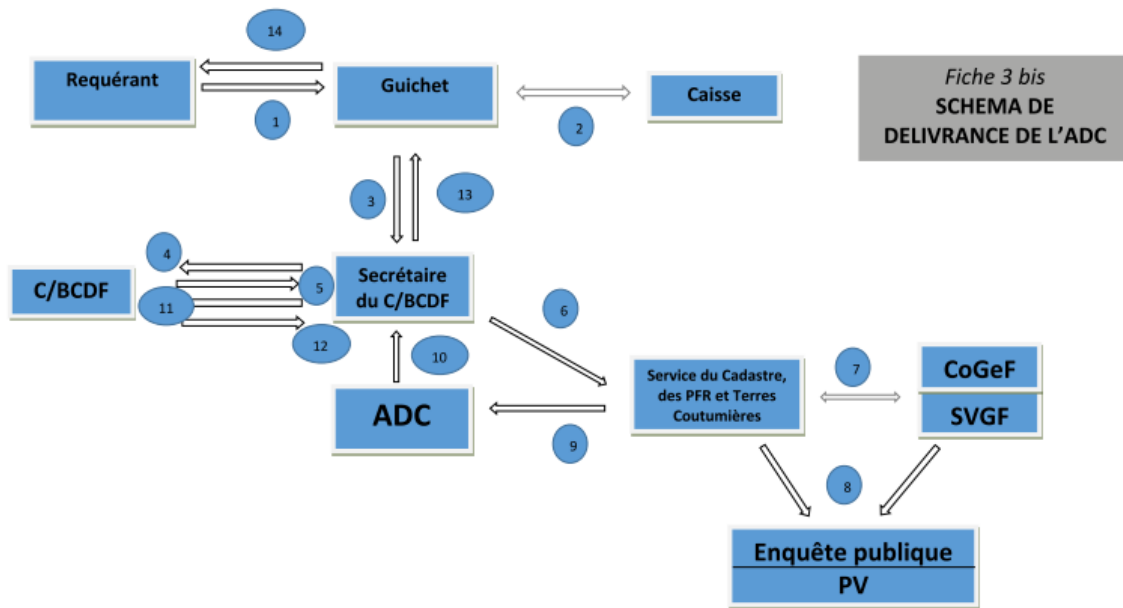 14
Requérant
Guichet
Caisse
Fiche 3 bis
SCHEMA DE
DELIVRANCE DE L’ADC
1
2
3
13
4
C/BCDF
5
Secrétaire
du C/BCDF
11
12
6
10
ADC
Service du Cadastre,
des PFR et Terres
Coutumières
7
CoGeF
SVGF
9
8
Enquête publique
PV